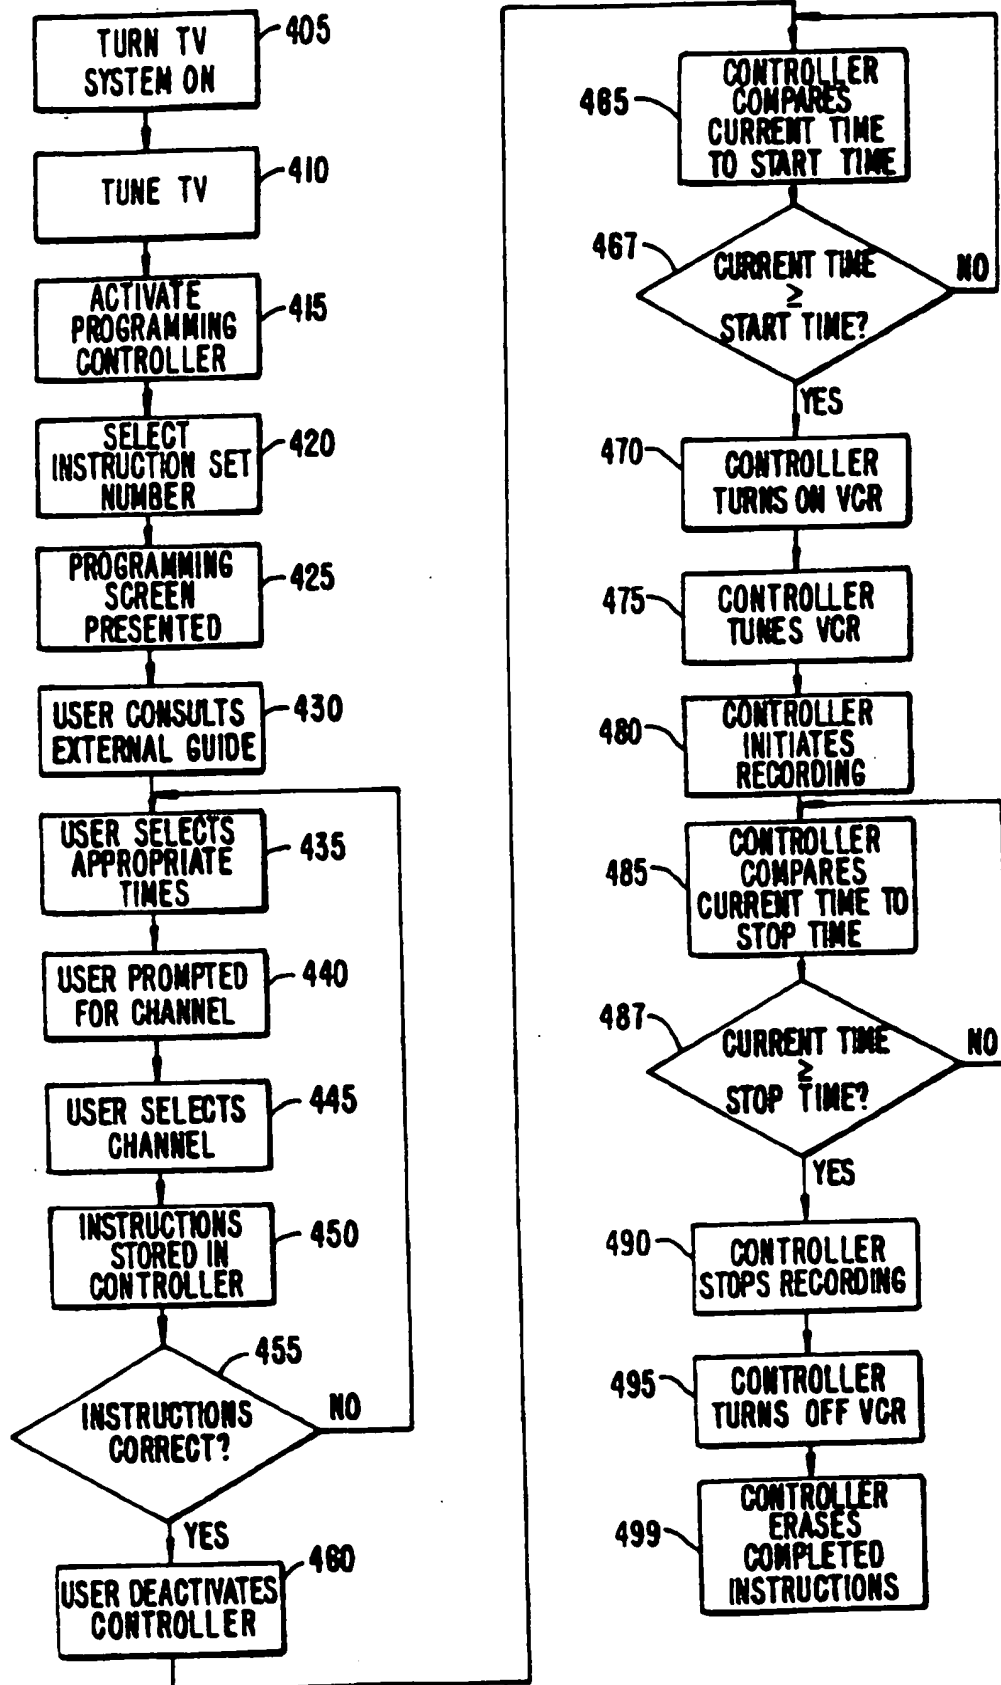 TURN TV
SYSTEM ON
405
TUNE TV
410
ACTIVATE
PROGRAMMING
CONTROLLER
415
SELECT
INSTRUCTION SET
NUMBER
420
PROGRAMMING
SCREEN
PRESENTED
425
USER CONSULTS
EXTERNAL GUIDE
430
USER SELECTS
APPROPRIATE
TIMES
435
USER PROMPTED
FOR CHANNEL
440
USER SELECTS
CHANNEL
445
INSTRUCTIONS
STORED IN
CONTROLLER
450
INSTRUCTIONS
CORRECT?
455
NO
YES
USER DEACTIVATES
CONTROLLER
460
CONTROLLER
COMPARES
CURRENT TIME
TO START TIME
465
CURRENT TIME
≥
START TIME?
467
NO
YES
CONTROLLER
TURNS ON VCR
470
CONTROLLER
TUNES VCR
475
CONTROLLER
INITIATES
RECORDING
480
CONTROLLER
COMPARES
CURRENT TIME TO
STOP TIME
485
CURRENT TIME
≥
STOP TIME?
487
NO
YES
CONTROLLER
STOPS RECORDING
490
CONTROLLER
TURNS OFF VCR
495
CONTROLLER
ERASES
COMPLETED
INSTRUCTIONS
499